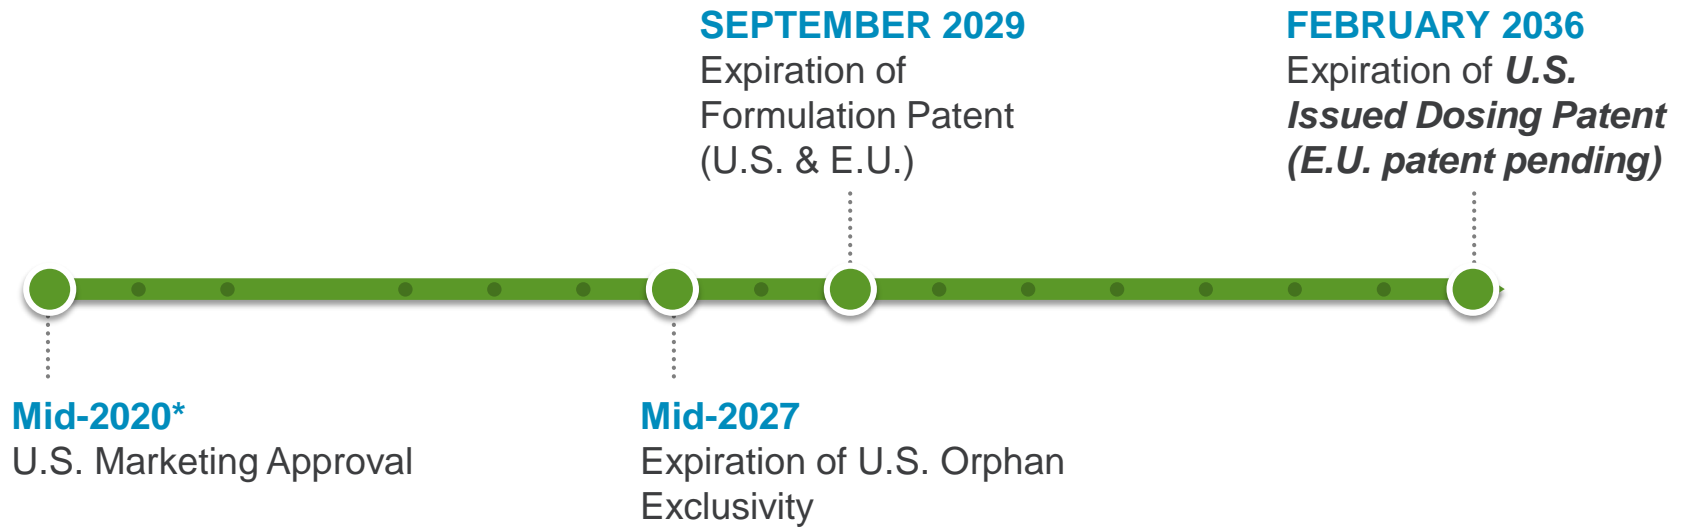 SEPTEMBER 2029
Expiration of
Formulation Patent
(U.S. & E.U.)
FEBRUARY 2036
Expiration of U.S.
Issued Dosing Patent
(E.U. patent pending)
Mid-2020*
U.S. Marketing Approval
Mid-2027
Expiration of U.S. Orphan
Exclusivity